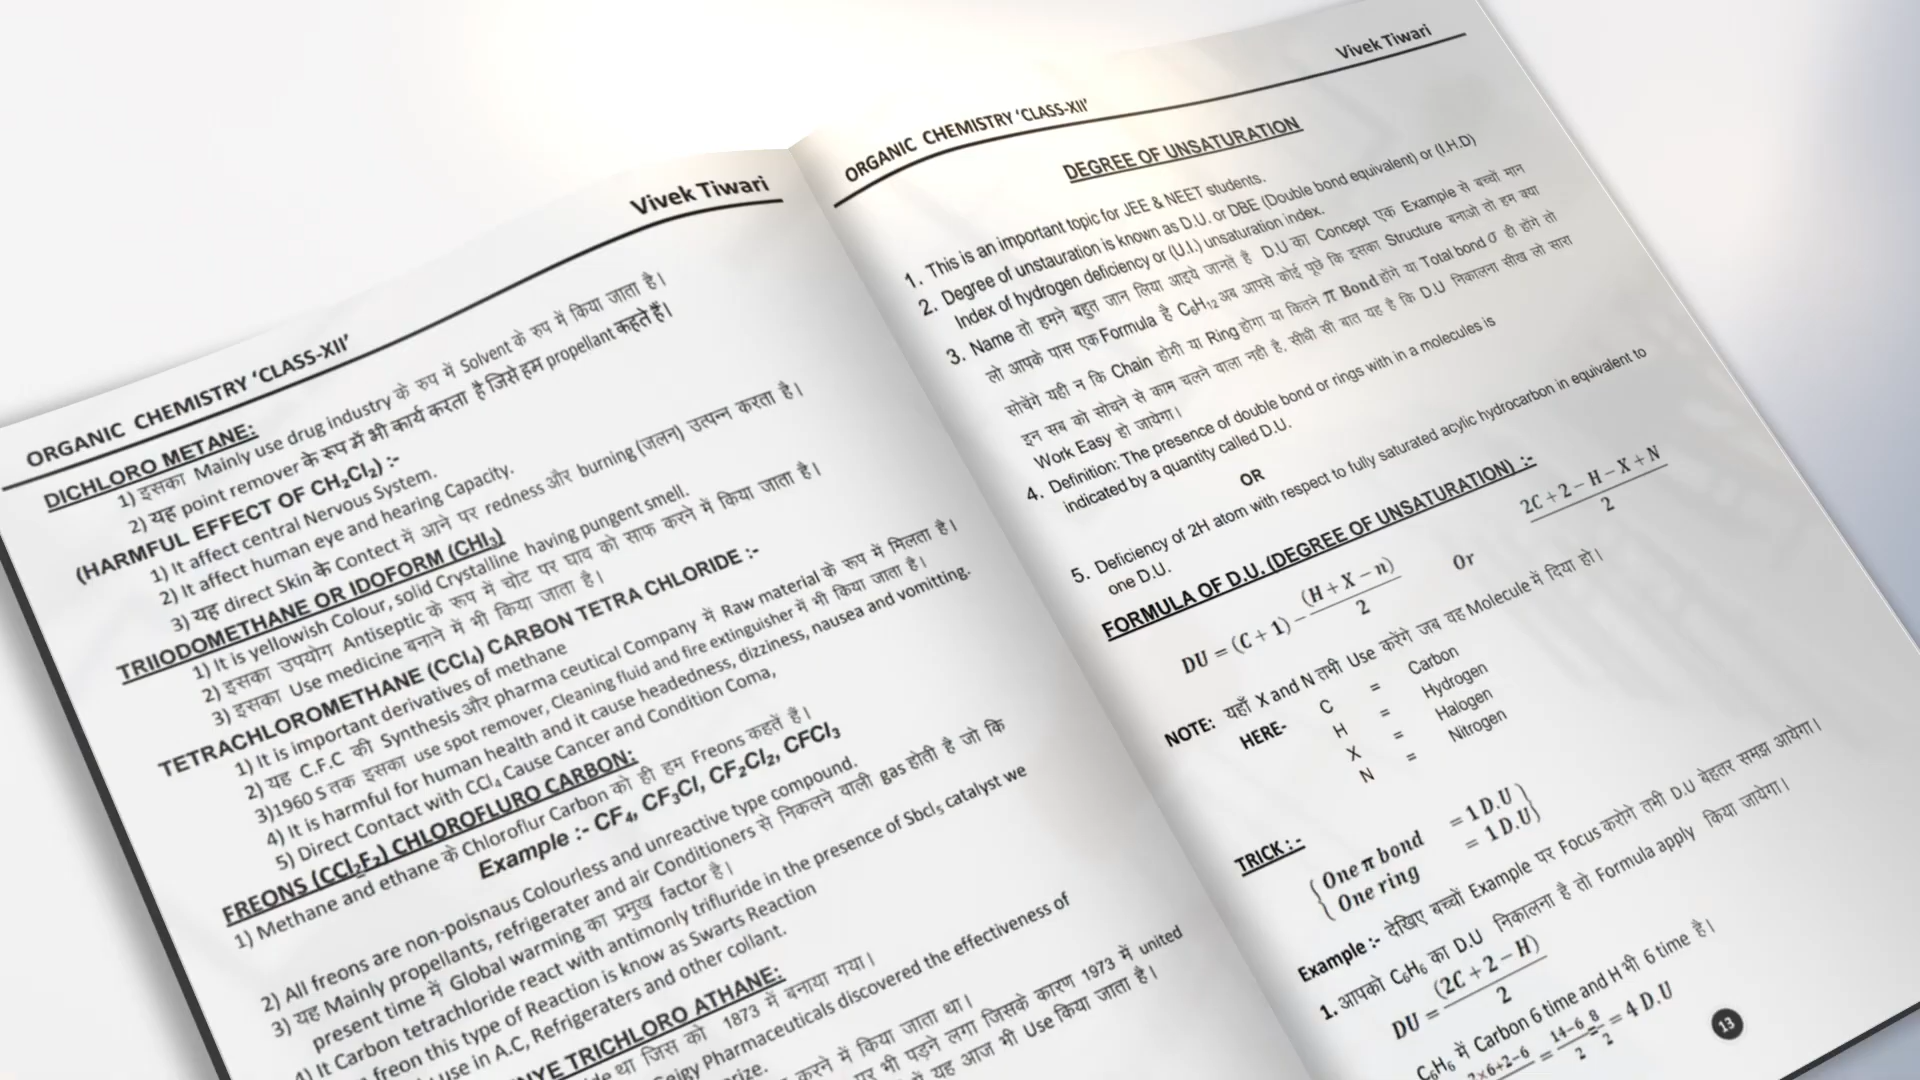 ORGANIC CHEMISTRY ‘CLASS-XII’ Vivek Tiwari
DICHLORO METANE:
1) इसका Mainly use drug industry के रुप में Solvent के रुप में किया जाता है।
2) यह point remover के रूप में भी कार्य करता है जिसे हम propellant कहते हैं।
(HARMFUL EFFECT OF CH₂Cl₂) :-
1) It affect central Nervous System.
2) It affect human eye and hearing Capacity.
3) यह direct Skin के Contect में आने पर redness और burning (जलन) उत्पन्न करता है।
TRIIODOMETHANE OR IDOFORM (CHI₃)
1) It is yellowish Colour, solid Crystalline having pungent smell.
2) इसका उपयोग Antiseptic के रूप में चोट पर घाव को साफ करने में किया जाता है।
3) इसका Use medicine बनाने में भी किया जाता है।
TETRACHLOROMETHANE (CCl₄) CARBON TETRA CHLORIDE :-
1) It is important derivatives of methane
2) यह C.F.C की Synthesis और pharma ceutical Company में Raw material के रूप में मिलता है।
3)1960 S तक इसका use spot remover, Cleaning fluid and fire extinguisher में भी किया जाता है।
4) It is harmful for human health and it cause headedness, dizziness, nausea and vomitting.
5) Direct Contact with CCl₄ Cause Cancer and Condition Coma,
FREONS (CCl₂F₂) CHLOROFLURO CARBON:
1) Methane and ethane के Chloroflur Carbon को ही हम Freons कहतें हैं।
Example :- CF₄, CF₃Cl, CF₂Cl₂, CFCl₃
2) All freons are non-poisnaus Colourless and unreactive type compound.
3) यह Mainly propellants, refrigerater and air Conditioners से निकलने वाली gas होती है जो कि
present time में Global warming का प्रमुख factor है।
4) It Carbon tetrachloride react with antimonly trifluride in the presence of Sbcl₅ catalyst we
freon this type of Reaction is know as Swarts Reaction
use in A.C, Refrigeraters and other collant.
TRICHLORO ATHANE:
था जिस को 1873 में बनाया गया।
Geigy Pharmaceuticals discovered the effectiveness of
करने में किया जाता था।
पर भी पड़ने लगा जिसके कारण 1973 में united
यह आज भी Use किया जाता है।
ORGANIC CHEMISTRY ‘CLASS-XII’ Vivek Tiwari
DEGREE OF UNSATURATION
1. This is an important topic for JEE & NEET students.
2. Degree of unstauration is known as D.U. or DBE (Double bond equivalent) or (I.H.D)
Index of hydrogen deficiency or (U.I.) unsaturation index.
3. Name तो हमने बहुत जान लिया आइये जानतें है D.U का Concept एक Example से बच्चों मान
लो आपके पास एक Formula है C₆H₁₂ अब आपसे कोई पूछे कि इसका Structure बनाओ तो हम क्या
सोचेंगे यही न कि Chain होगी या Ring होगा या कितने π Bond होंगे या Total bond σ ही होंगे तो
इन सब को सोचने से काम चलने वाला नही है, सीधी सी बात यह है कि D.U निकालना सीख लो सारा
Work Easy हो जायेगा।
4. Definition: The presence of double bond or rings with in a molecules is
indicated by a quantity called D.U.
OR
5. Deficiency of 2H atom with respect to fully saturated acylic hydrocarbon in equivalent to
one D.U.
FORMULA OF D.U. (DEGREE OF UNSATURATION) :-
DU = (C + 1) − (H + X − n)/2 Or 2C + 2 − H − X + N/2
NOTE: यहाँ X and N तभी Use करेंगे जब वह Molecule में दिया हो।
HERE- C = Carbon
H = Hydrogen
X = Halogen
N = Nitrogen
TRICK : -
{One π bond = 1 D.U}
{One ring = 1 D.U}
Example :- देखिए बच्चों Example पर Focus करोगे तभी D.U बेहतर समझ आयेगा।
1. आपको C₆H₆ का D.U निकालना है तो Formula apply किया जायेगा।
DU = (2C + 2 − H)/2
C₆H₆ में Carbon 6 time and H भी 6 time है।
2×6+2−6 = 14−6/2 = 8/2 = 4 D.U
13